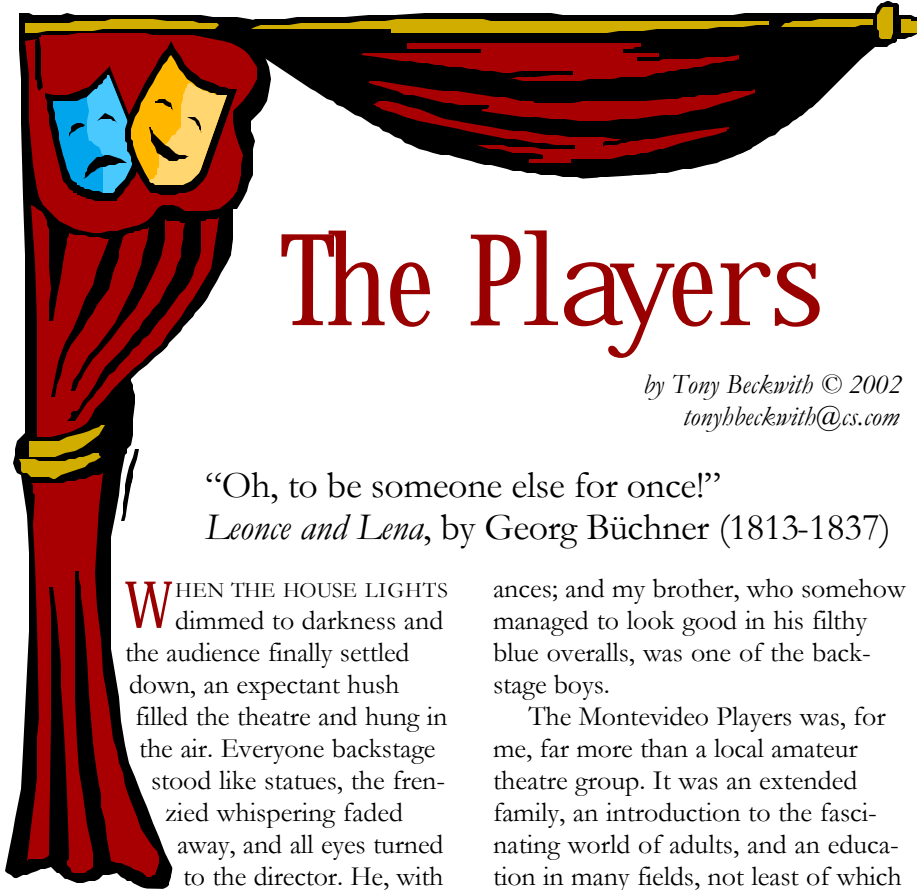 The Players
by Tony Beckwith © 2002
tonyhbeckwith@cs.com
“Oh, to be someone else for once!”
Leonce and Lena, by Georg Büchner (1813-1837)
WHEN THE HOUSE LIGHTS
dimmed to darkness and
the audience finally settled
down, an expectant hush
filled the theatre and hung in
the air. Everyone backstage
stood like statues, the fren-
zied whispering faded
away, and all eyes turned
to the director. He, with
ances; and my brother, who somehow
managed to look good in his filthy
blue overalls, was one of the back-
stage boys.
The Montevideo Players was, for
me, far more than a local amateur
theatre group. It was an extended
family, an introduction to the fasci-
nating world of adults, and an educa-
tion in many fields, not least of which